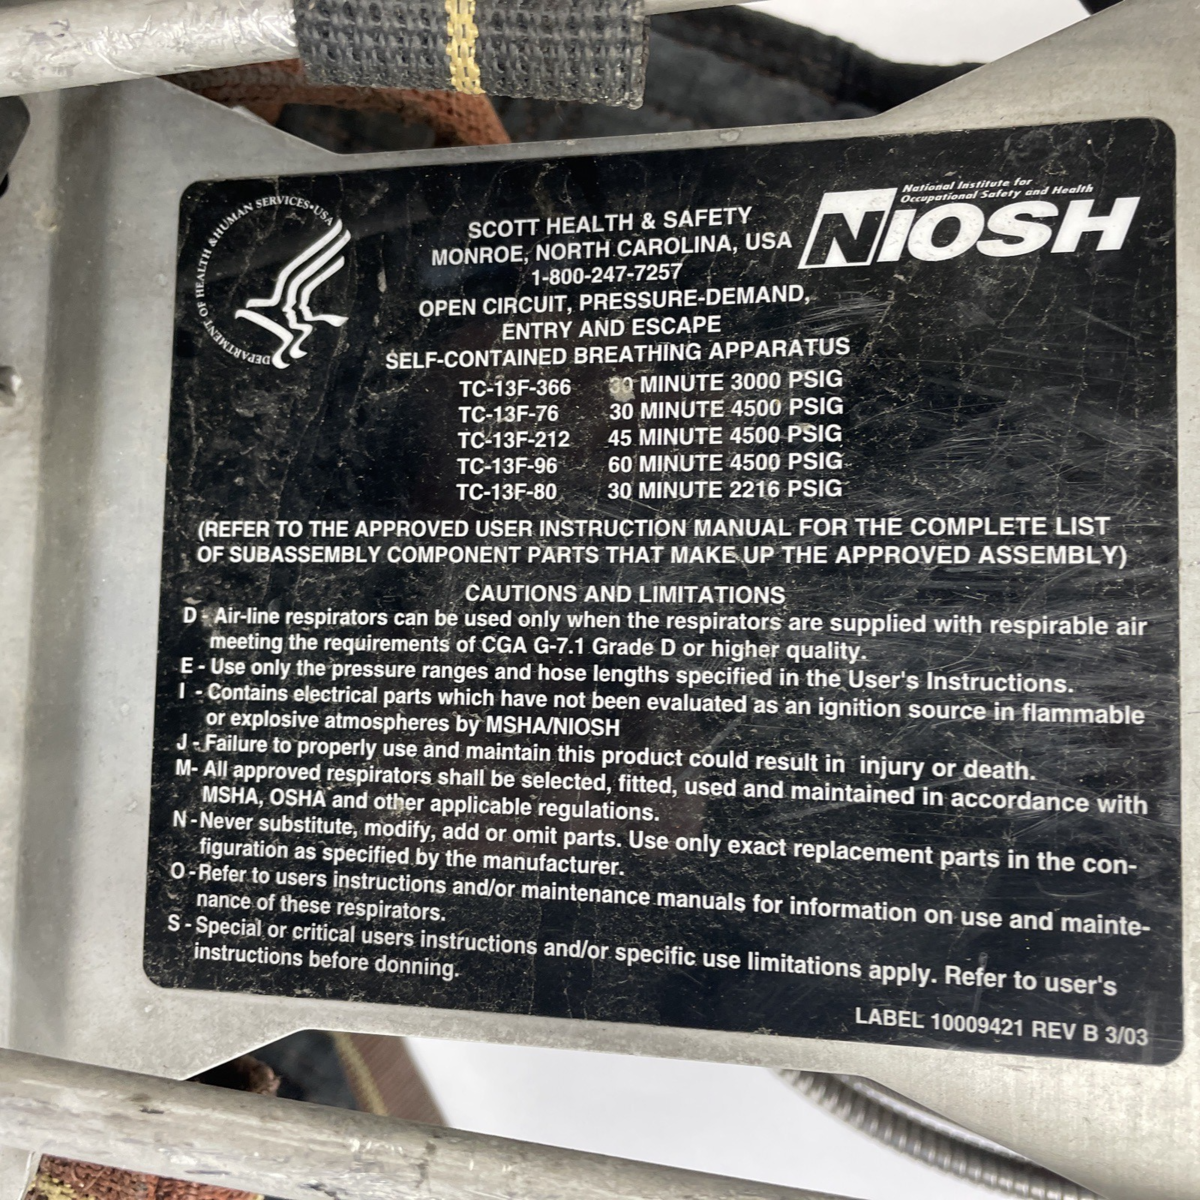 DEPARTMENT OF HEALTH & HUMAN SERVICES•USA
National Institute for
Occupational Safety and Health
NIOSH
SCOTT HEALTH & SAFETY
MONROE, NORTH CAROLINA, USA
1-800-247-7257
OPEN CIRCUIT, PRESSURE-DEMAND,
ENTRY AND ESCAPE
SELF-CONTAINED BREATHING APPARATUS
TC-13F-366 30 MINUTE 3000 PSIG
TC-13F-76 30 MINUTE 4500 PSIG
TC-13F-212 45 MINUTE 4500 PSIG
TC-13F-96 60 MINUTE 4500 PSIG
TC-13F-80 30 MINUTE 2216 PSIG
(REFER TO THE APPROVED USER INSTRUCTION MANUAL FOR THE COMPLETE LIST
OF SUBASSEMBLY COMPONENT PARTS THAT MAKE UP THE APPROVED ASSEMBLY)
CAUTIONS AND LIMITATIONS
D - Air-line respirators can be used only when the respirators are supplied with respirable air
meeting the requirements of CGA G-7.1 Grade D or higher quality.
E - Use only the pressure ranges and hose lengths specified in the User's Instructions.
I - Contains electrical parts which have not been evaluated as an ignition source in flammable
or explosive atmospheres by MSHA/NIOSH
J - Failure to properly use and maintain this product could result in injury or death.
M- All approved respirators shall be selected, fitted, used and maintained in accordance with
MSHA, OSHA and other applicable regulations.
N - Never substitute, modify, add or omit parts. Use only exact replacement parts in the con-
figuration as specified by the manufacturer.
O - Refer to users instructions and/or maintenance manuals for information on use and mainte-
nance of these respirators.
S - Special or critical users instructions and/or specific use limitations apply. Refer to user's
instructions before donning.
LABEL 10009421 REV B 3/03